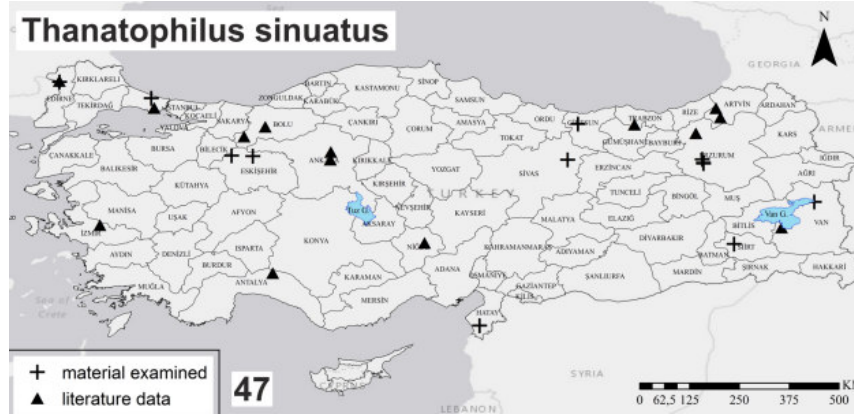 Thanatophilus sinuatus
N
GEORGIA
KIRKLARELI
EDİRNE
TEKİRDAĞ
İSTANBUL
KOCAELİ
YALOVA
SAKARYA
ZONGULDAK
BARTIN
KARABÜK
KASTAMONU
SİNOP
SAMSUN
ORDU
GİRESUN
TRABZON
RİZE
ARTVİN
ARDAHAN
BOLU
ÇANKIRI
ÇORUM
AMASYA
TOKAT
GÜMÜŞHANE
BAYBURT
KARS
ARMEN
ÇANAKKALE
BURSA
BİLECİK
BALIKESİR
ESKİŞEHİR
ANKARA
KIRIKKALE
YOZGAT
SİVAS
ERZİNCAN
ERZURUM
IĞDIR
AĞRI
KÜTAHYA
KIRŞEHİR
TURKEY
TUNCELİ
BİNGÖL
MUŞ
MANİSA
UŞAK
AFYON
Tuz G.
NEVŞEHİR
AKSARAY
KAYSERİ
MALATYA
ELAZIĞ
BİTLİS
Van G.
VAN
İZMİR
KONYA
NİĞDE
DİYARBAKIR
BATMAN
SİİRT
AYDIN
DENİZLİ
ISPARTA
BURDUR
KAHRAMANMARAŞ
ADIYAMAN
ŞIRNAK
HAKKARİ
MUĞLA
ANTALYA
KARAMAN
MERSİN
ADANA
OSMANİYE
GAZİANTEP
KİLİS
ŞANLIURFA
MARDİN
Sea of
Crete
HATAY
SYRIA
CYPRUS
LEBANON
material examined
literature data
47
KM
0 62,5 125 250 375 500